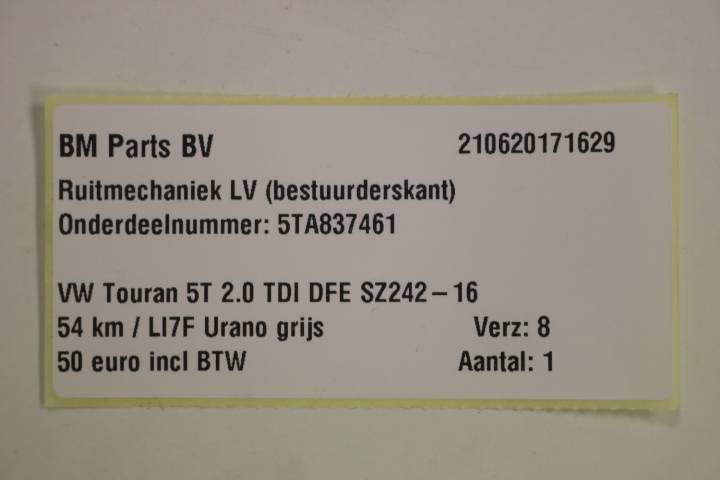 BM Parts BV 210620171629
Ruitmechaniek LV (bestuurderskant)
Onderdeelnummer: 5TA837461
VW Touran 5T 2.0 TDI DFE SZ242 – 16
54 km / LI7F Urano grijs Verz: 8
50 euro incl BTW Aantal: 1